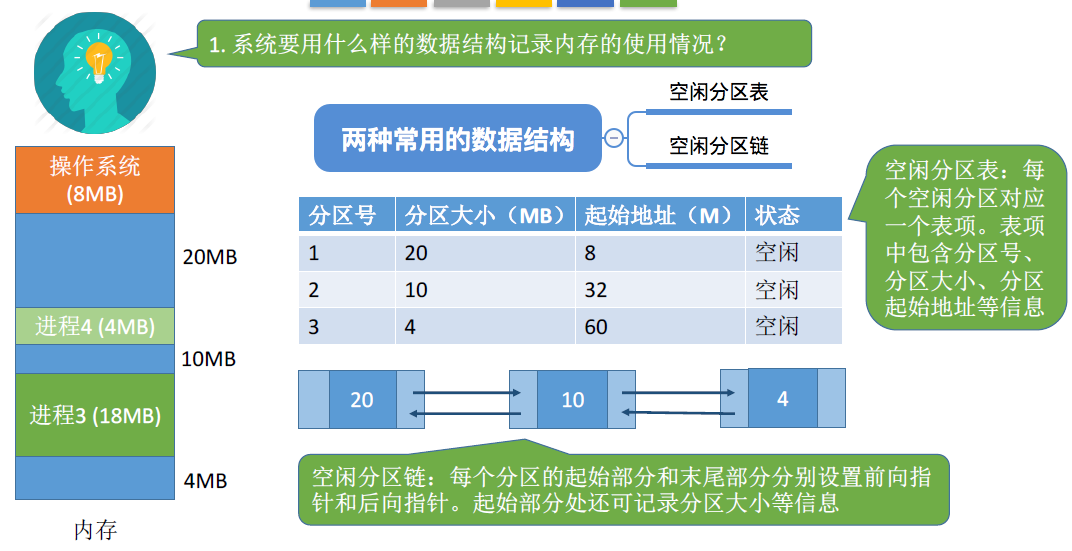 1. 系统要用什么样的数据结构记录内存的使用情况？
两种常用的数据结构
空闲分区表
空闲分区链
操作系统
(8MB)
20MB
进程4 (4MB)
10MB
进程3 (18MB)
4MB
内存
分区号 分区大小（MB） 起始地址（M） 状态
1 20 8 空闲
2 10 32 空闲
3 4 60 空闲
空闲分区表：每
个空闲分区对应
一个表项。表项
中包含分区号、
分区大小、分区
起始地址等信息
20 10 4
空闲分区链：每个分区的起始部分和末尾部分分别设置前向指
针和后向指针。起始部分处还可记录分区大小等信息